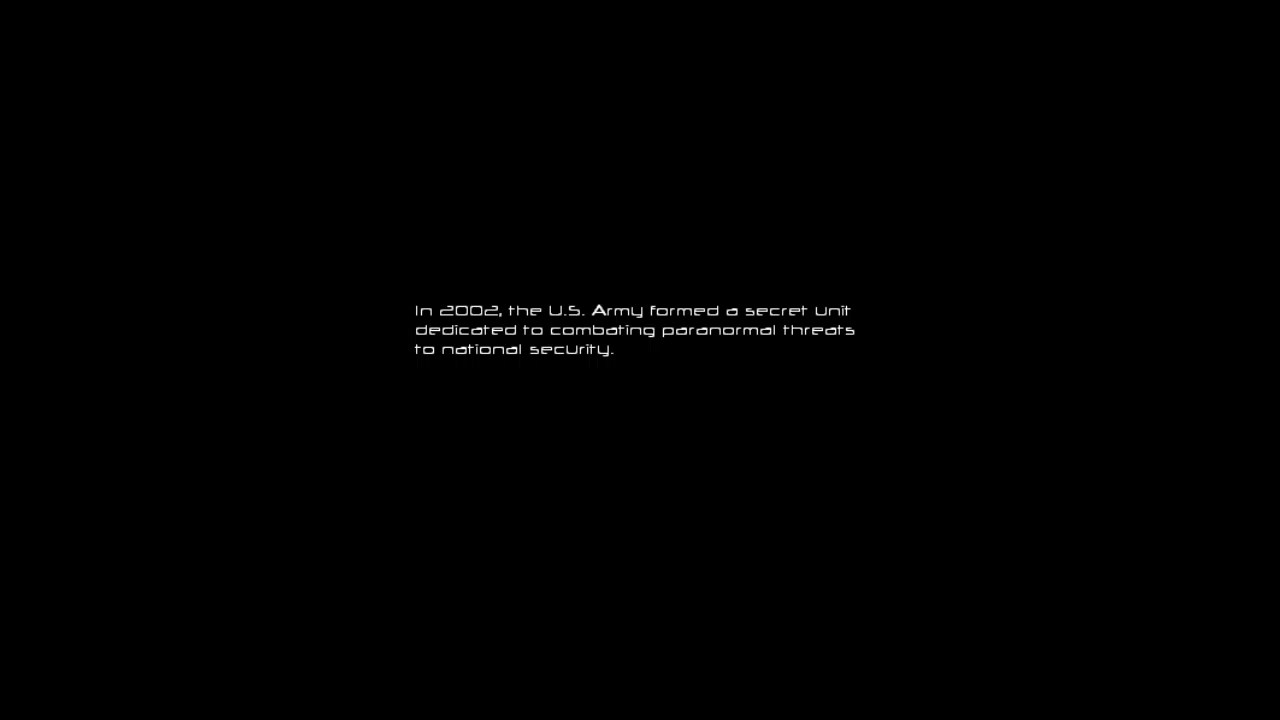 In 2002, the U.S. Army formed a secret unit
dedicated to combating paranormal threats
to national security.